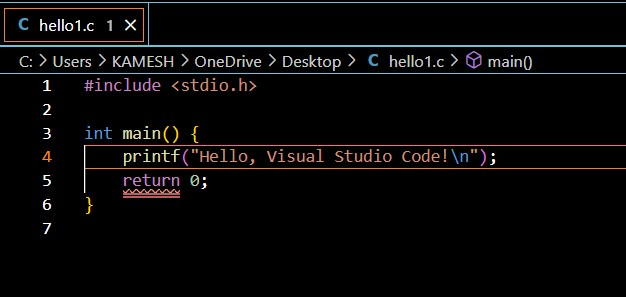 C hello1.c 1 ×
C: > Users > KAMESH > OneDrive > Desktop > C hello1.c > main()
1 #include <stdio.h>
2
3 int main() {
4     printf("Hello, Visual Studio Code!\n");
5     return 0;
6 }
7